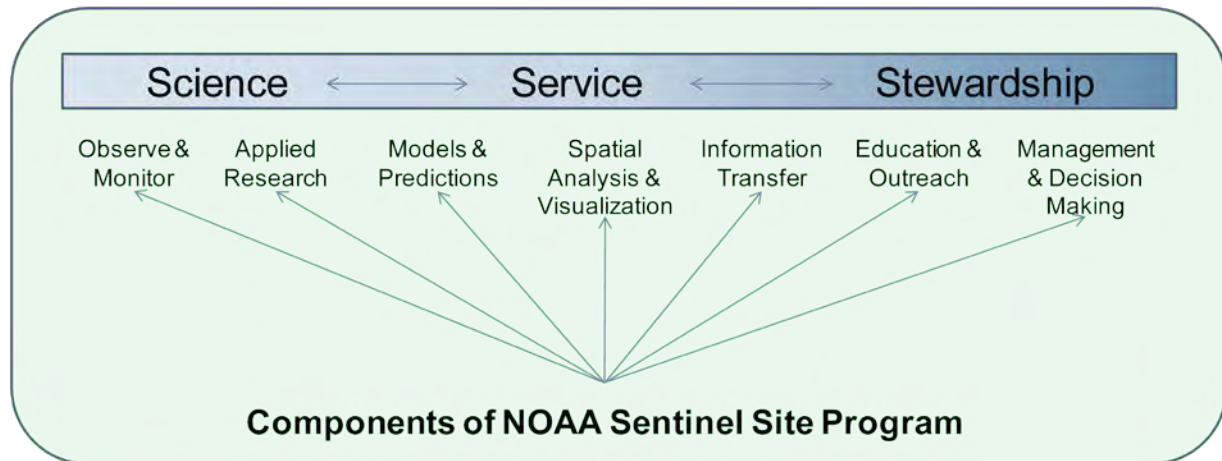 Science Service Stewardship
Observe &
Monitor
Applied
Research
Models &
Predictions
Spatial
Analysis &
Visualization
Information
Transfer
Education &
Outreach
Management
& Decision
Making
Components of NOAA Sentinel Site Program